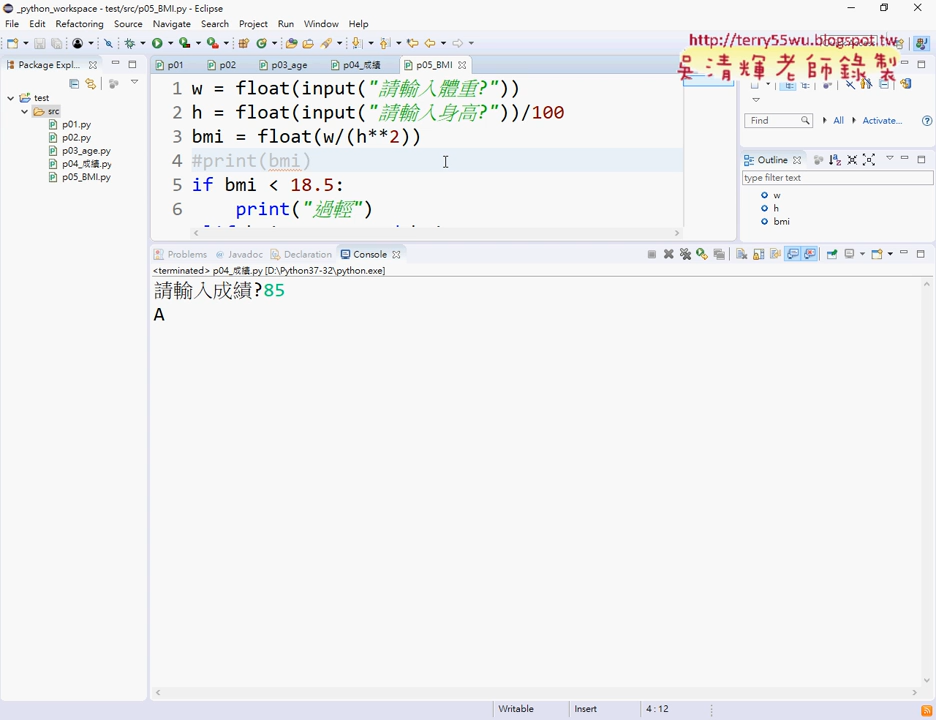 _python_workspace - test/src/p05_BMI.py - Eclipse
File Edit Refactoring Source Navigate Search Project Run Window Help
http://terry55wu.blogspot.tw
吳清輝老師錄製
Package Expl...
p01
p02
p03_age
p04_成績
p05_BMI
test
src
p01.py
p02.py
p03_age.py
p04_成績.py
p05_BMI.py
1 w = float(input("請輸入體重?"))
2 h = float(input("請輸入身高?"))/100
3 bmi = float(w/(h**2))
4 #print(bmi)
5 if bmi < 18.5:
6 print("過輕")
Find
All
Activate...
Outline
type filter text
w
h
bmi
Problems
Javadoc
Declaration
Console
<terminated> p04_成績.py [D:\Python37-32\python.exe]
請輸入成績?85
A
Writable
Insert
4 : 12